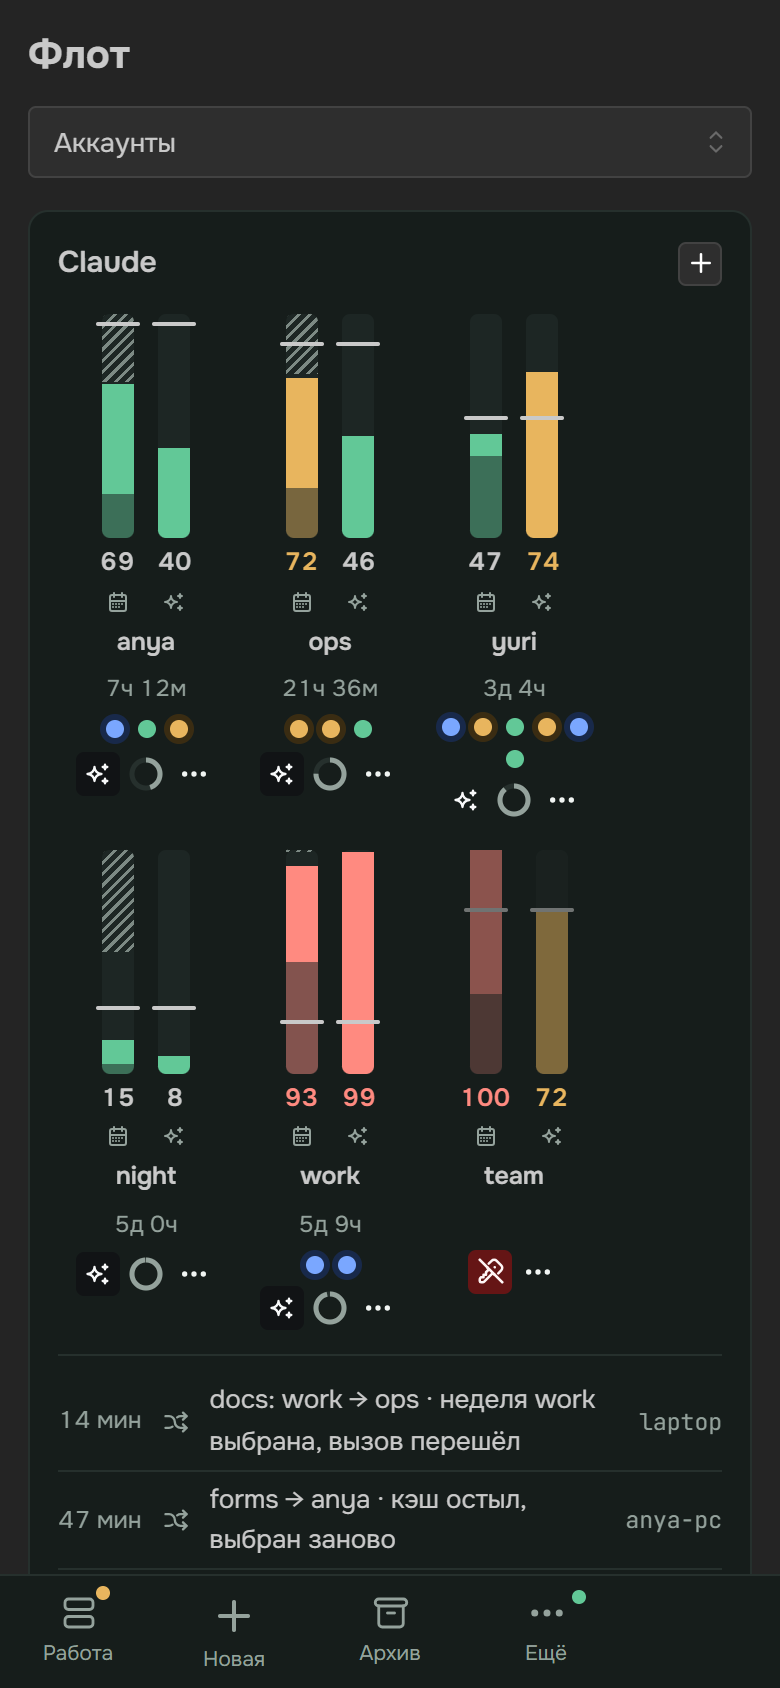 Флот
Аккаунты
Claude
69 40 72 46 47 74
anya ops yuri
7ч 12м 21ч 36м 3д 4ч
15 8 93 99 100 72
night work team
5д 0ч 5д 9ч
14 мин docs: work → ops · неделя work laptop
выбрана, вызов перешёл
47 мин forms → anya · кэш остыл, anya-pc
выбран заново
Работа Новая Архив Ещё